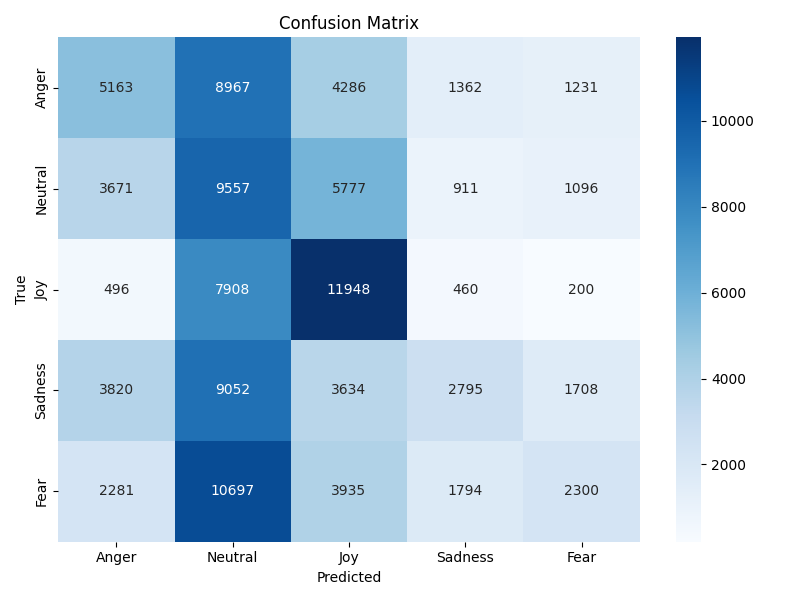 Confusion Matrix
True
Anger 5163 8967 4286 1362 1231
Neutral 3671 9557 5777 911 1096
Joy 496 7908 11948 460 200
Sadness 3820 9052 3634 2795 1708
Fear 2281 10697 3935 1794 2300
Anger Neutral Joy Sadness Fear
Predicted
10000
8000
6000
4000
2000